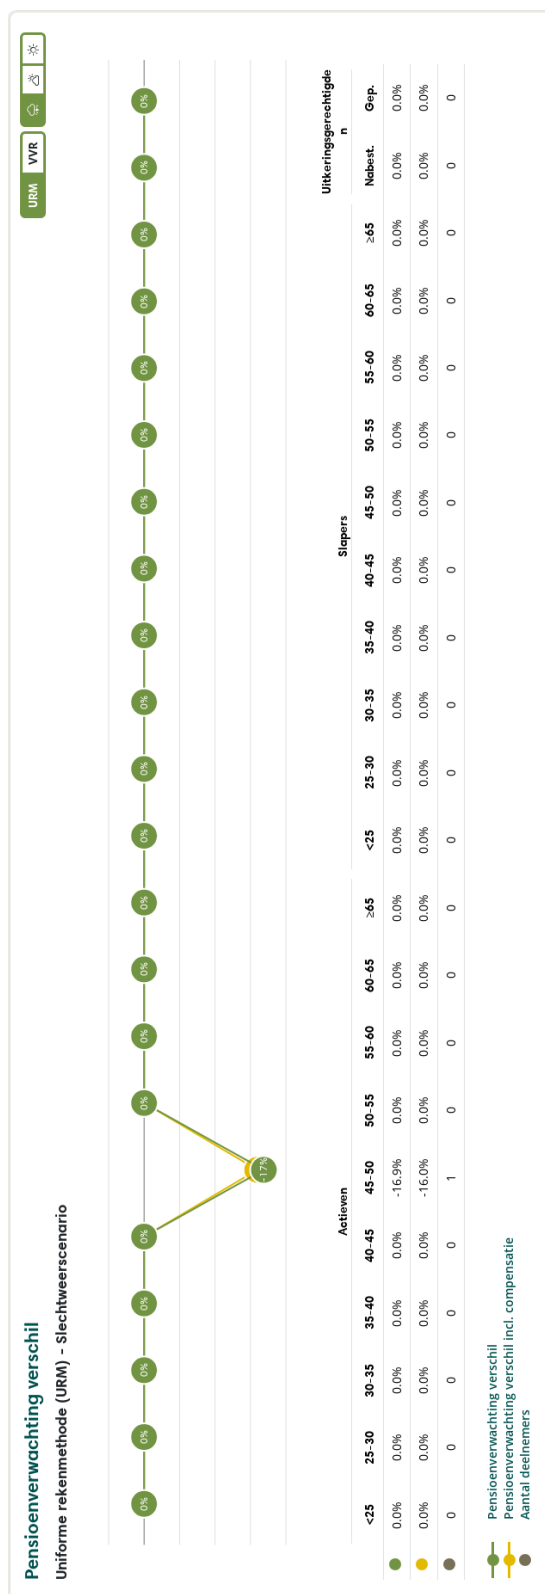 Pensioenverwachting verschil
Uniforme rekenmethode (URM) - Slechtweerscenario
URM VVR
0% 0% 0% 0% 0% -17% 0% 0% 0% 0% 0% 0% 0% 0% 0% 0% 0% 0% 0% 0% 0% 0%
Actieven Slapers Uitkeringsgerechtigde
n
<25 25-30 30-35 35-40 40-45 45-50 50-55 55-60 60-65 ≥65 <25 25-30 30-35 35-40 40-45 45-50 50-55 55-60 60-65 ≥65 Nabest. Gep.
0.0% 0.0% 0.0% 0.0% 0.0% -16.9% 0.0% 0.0% 0.0% 0.0% 0.0% 0.0% 0.0% 0.0% 0.0% 0.0% 0.0% 0.0% 0.0% 0.0% 0.0% 0.0%
0.0% 0.0% 0.0% 0.0% 0.0% -16.0% 0.0% 0.0% 0.0% 0.0% 0.0% 0.0% 0.0% 0.0% 0.0% 0.0% 0.0% 0.0% 0.0% 0.0% 0.0% 0.0%
0 0 0 0 0 1 0 0 0 0 0 0 0 0 0 0 0 0 0 0 0 0
Pensioenverwachting verschil
Pensioenverwachting verschil incl. compensatie
Aantal deelnemers